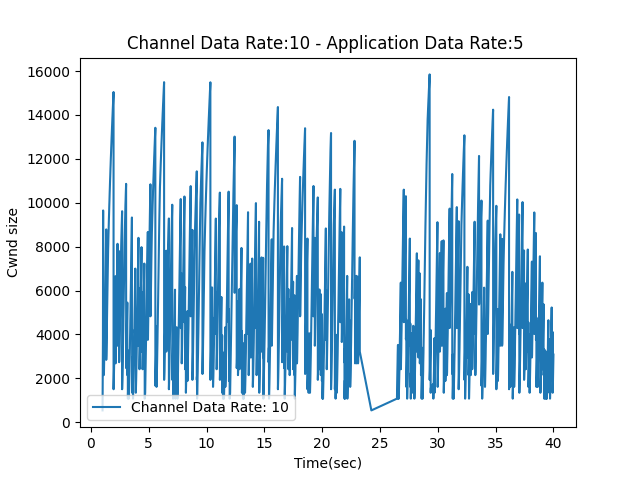 Channel Data Rate:10 - Application Data Rate:5
16000
14000
12000
10000
8000
6000
4000
2000
0
Cwnd size
Channel Data Rate: 10
0 5 10 15 20 25 30 35 40
Time(sec)